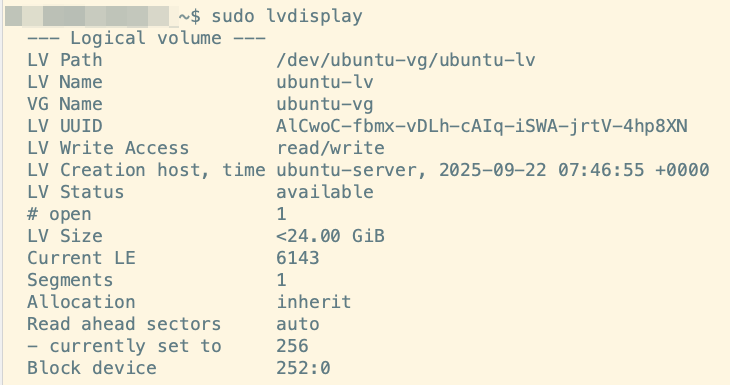 ~$ sudo lvdisplay
--- Logical volume ---
LV Path /dev/ubuntu-vg/ubuntu-lv
LV Name ubuntu-lv
VG Name ubuntu-vg
LV UUID AlCwoC-fbmx-vDLh-cAIq-iSWA-jrtV-4hp8XN
LV Write Access read/write
LV Creation host, time ubuntu-server, 2025-09-22 07:46:55 +0000
LV Status available
# open 1
LV Size <24.00 GiB
Current LE 6143
Segments 1
Allocation inherit
Read ahead sectors auto
- currently set to 256
Block device 252:0